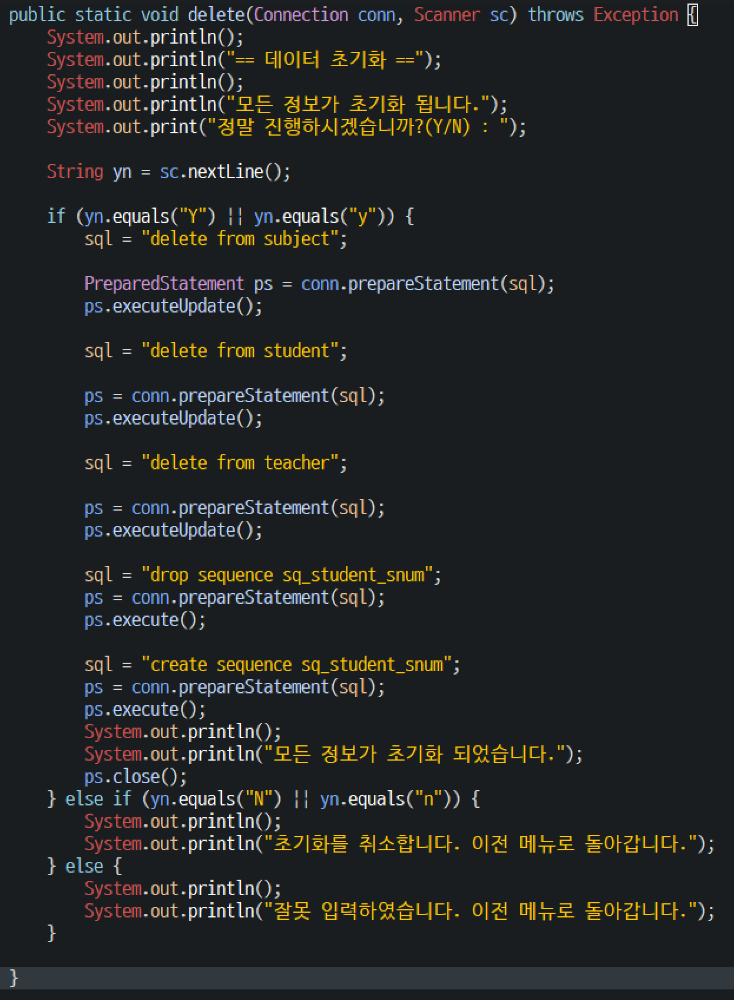 public static void delete(Connection conn, Scanner sc) throws Exception {
    System.out.println();
    System.out.println("== 데이터 초기화 ==");
    System.out.println();
    System.out.println("모든 정보가 초기화 됩니다.");
    System.out.print("정말 진행하시겠습니까?(Y/N) : ");

    String yn = sc.nextLine();

    if (yn.equals("Y") || yn.equals("y")) {
        sql = "delete from subject";

        PreparedStatement ps = conn.prepareStatement(sql);
        ps.executeUpdate();

        sql = "delete from student";

        ps = conn.prepareStatement(sql);
        ps.executeUpdate();

        sql = "delete from teacher";

        ps = conn.prepareStatement(sql);
        ps.executeUpdate();

        sql = "drop sequence sq_student_snum";
        ps = conn.prepareStatement(sql);
        ps.execute();

        sql = "create sequence sq_student_snum";
        ps = conn.prepareStatement(sql);
        ps.execute();
        System.out.println();
        System.out.println("모든 정보가 초기화 되었습니다.");
        ps.close();
    } else if (yn.equals("N") || yn.equals("n")) {
        System.out.println();
        System.out.println("초기화를 취소합니다. 이전 메뉴로 돌아갑니다.");
    } else {
        System.out.println();
        System.out.println("잘못 입력하였습니다. 이전 메뉴로 돌아갑니다.");
    }

}